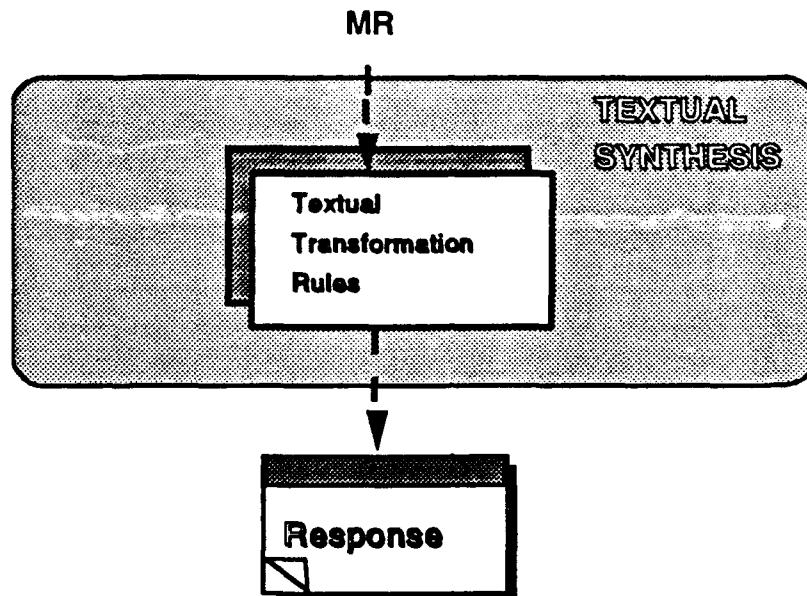 MR
TEXTUAL
SYNTHESIS
Textual
Transformation
Rules
Response